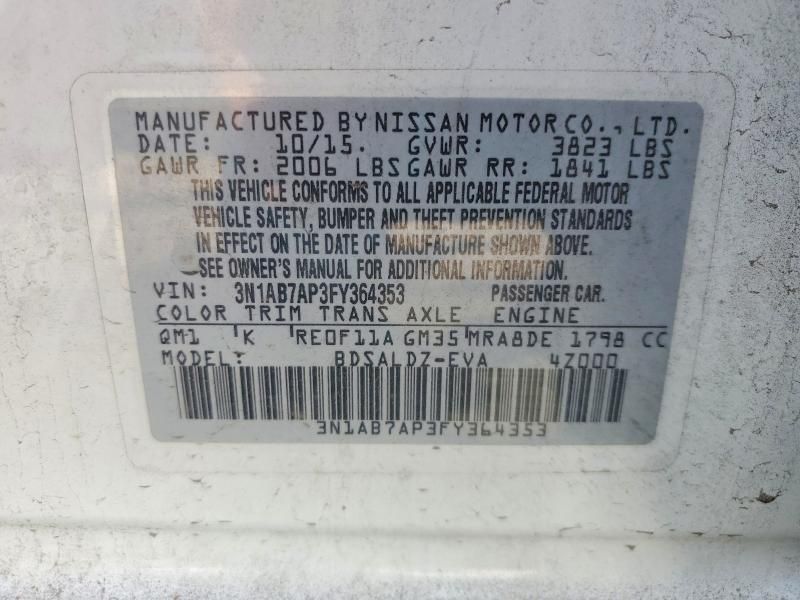 MANUFACTURED BY NISSAN MOTOR CO., LTD.
DATE: 10/15. GVWR: 3823 LBS
GAWR FR: 2006 LBS GAWR RR: 1841 LBS
THIS VEHICLE CONFORMS TO ALL APPLICABLE FEDERAL MOTOR
VEHICLE SAFETY, BUMPER AND THEFT PREVENTION STANDARDS
IN EFFECT ON THE DATE OF MANUFACTURE SHOWN ABOVE.
SEE OWNER'S MANUAL FOR ADDITIONAL INFORMATION.
VIN: 3N1AB7AP3FY364353 PASSENGER CAR.
COLOR TRIM TRANS AXLE ENGINE
QM1 K RE0F11A GM35 MRA8DE 1798 CC
MODEL: BDSALDZ-EVA 4Z000
3N1AB7AP3FY364353